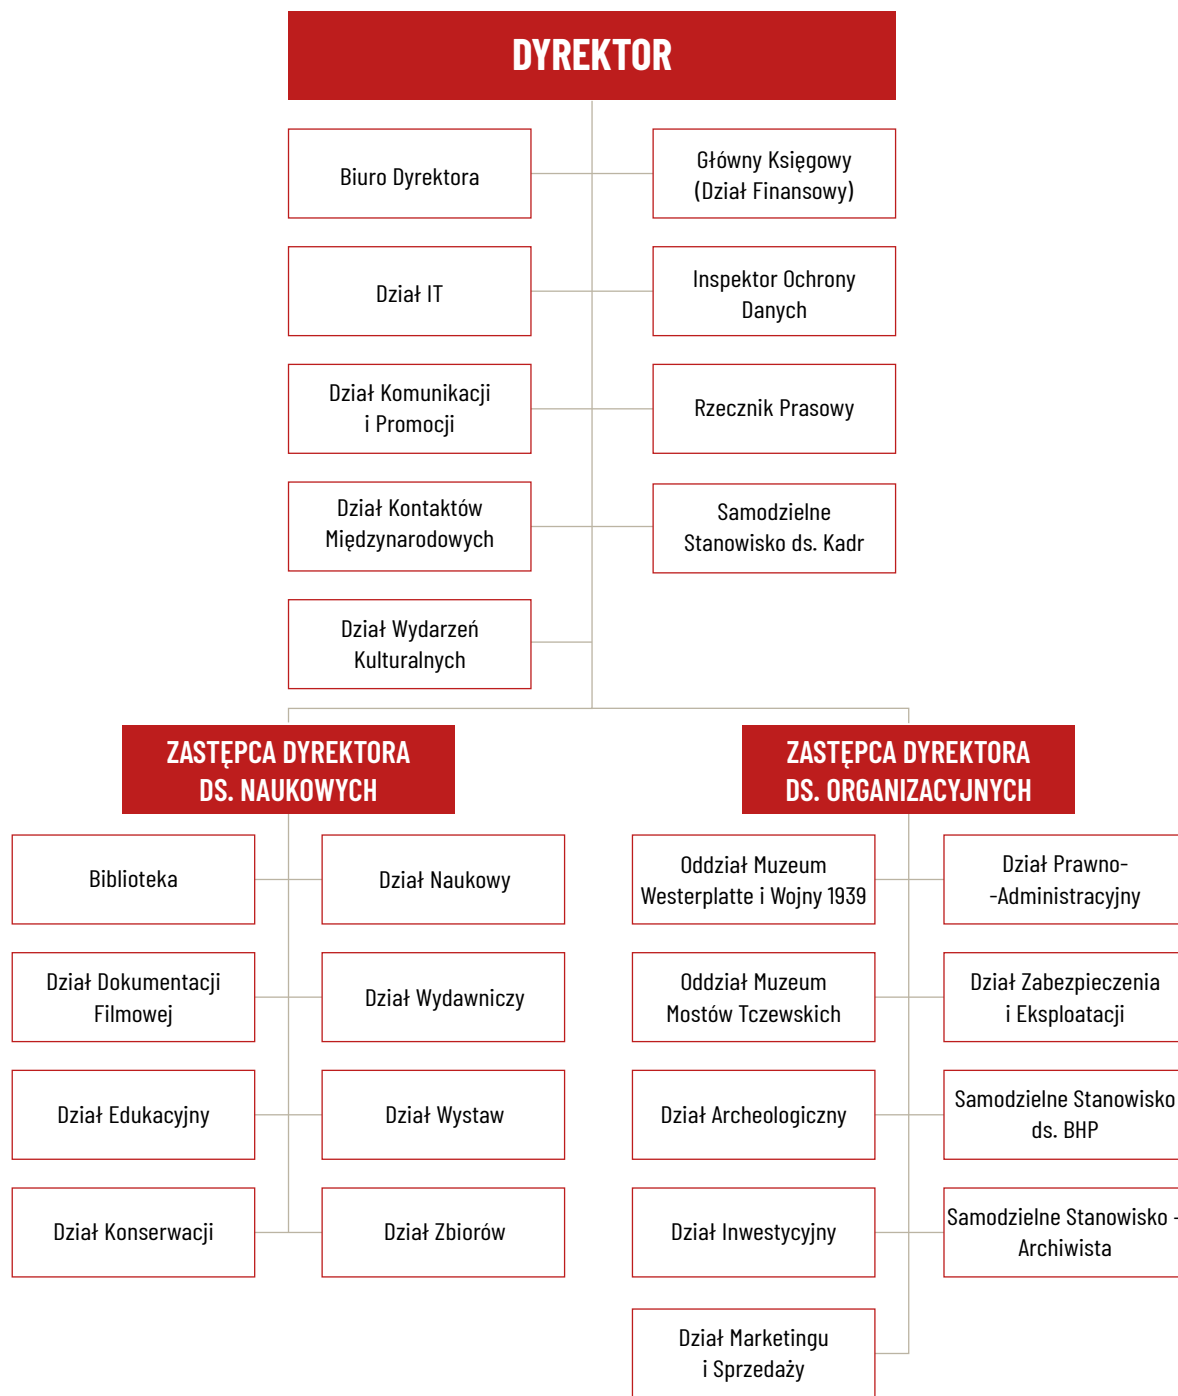 DYREKTOR
Biuro Dyrektora
Główny Księgowy
(Dział Finansowy)
Dział IT
Inspektor Ochrony
Danych
Dział Komunikacji
i Promocji
Rzecznik Prasowy
Dział Kontaktów
Międzynarodowych
Samodzielne
Stanowisko ds. Kadr
Dział Wydarzeń
Kulturalnych
ZASTĘPCA DYREKTORA
DS. NAUKOWYCH
ZASTĘPCA DYREKTORA
DS. ORGANIZACYJNYCH
Biblioteka
Dział Naukowy
Oddział Muzeum
Westerplatte i Wojny 1939
Dział Prawno-
-Administracyjny
Dział Dokumentacji
Filmowej
Dział Wydawniczy
Oddział Muzeum
Mostów Tczewskich
Dział Zabezpieczenia
i Eksploatacji
Dział Edukacyjny
Dział Wystaw
Dział Archeologiczny
Samodzielne Stanowisko
ds. BHP
Dział Konserwacji
Dział Zbiorów
Dział Inwestycyjny
Samodzielne Stanowisko -
Archiwista
Dział Marketingu
i Sprzedaży